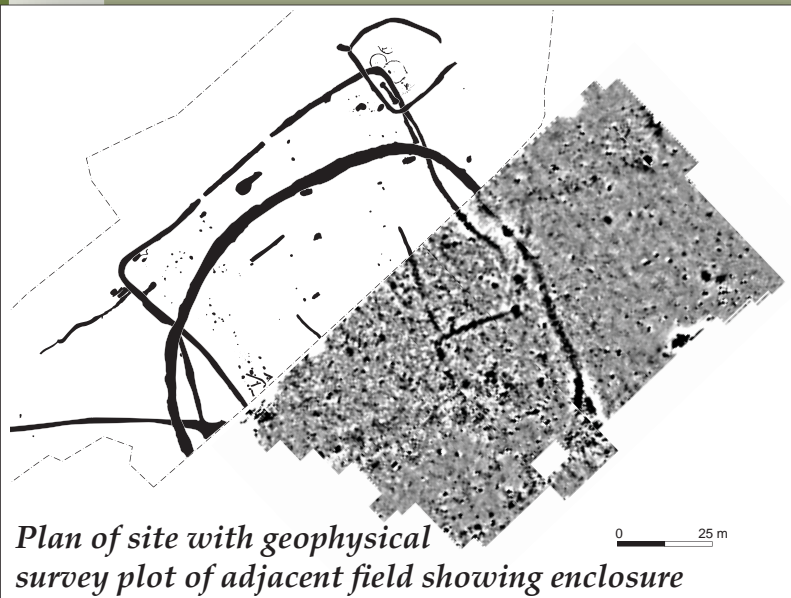 0 25 m
Plan of site with geophysical
survey plot of adjacent field showing enclosure